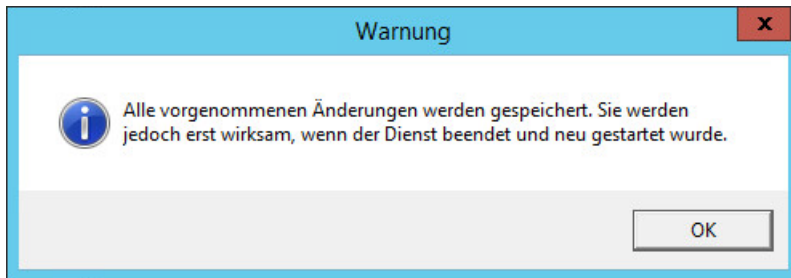 Warnung
x
Alle vorgenommenen Änderungen werden gespeichert. Sie werden
jedoch erst wirksam, wenn der Dienst beendet und neu gestartet wurde.
OK